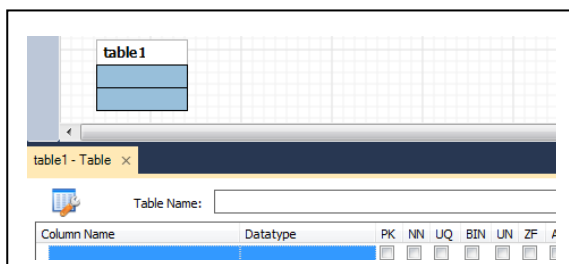 table1
table1 - Table ×
Table Name:
Column Name Datatype PK NN UQ BIN UN ZF